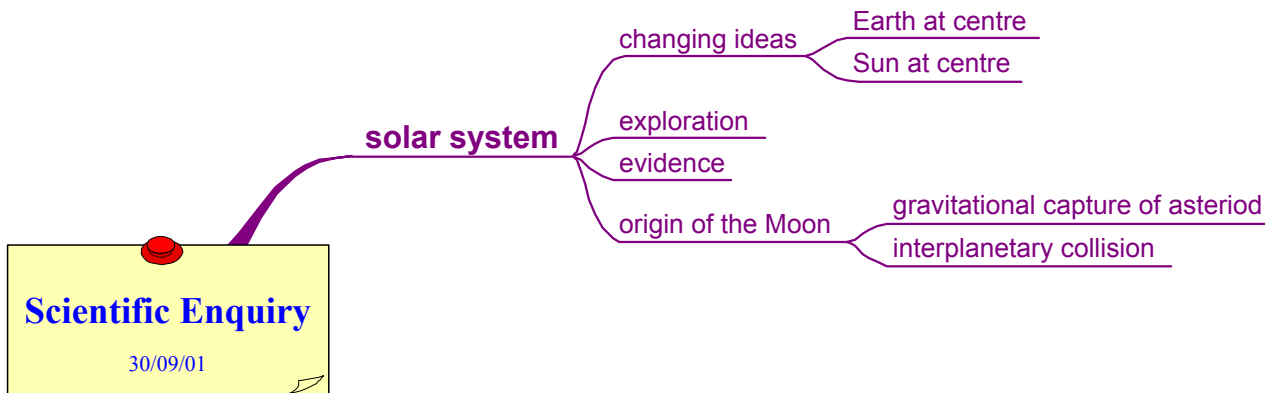 Earth at centre
changing ideas
Sun at centre
exploration
solar system
evidence
gravitational capture of asteriod
origin of the Moon
interplanetary collision
Scientific Enquiry
30/09/01